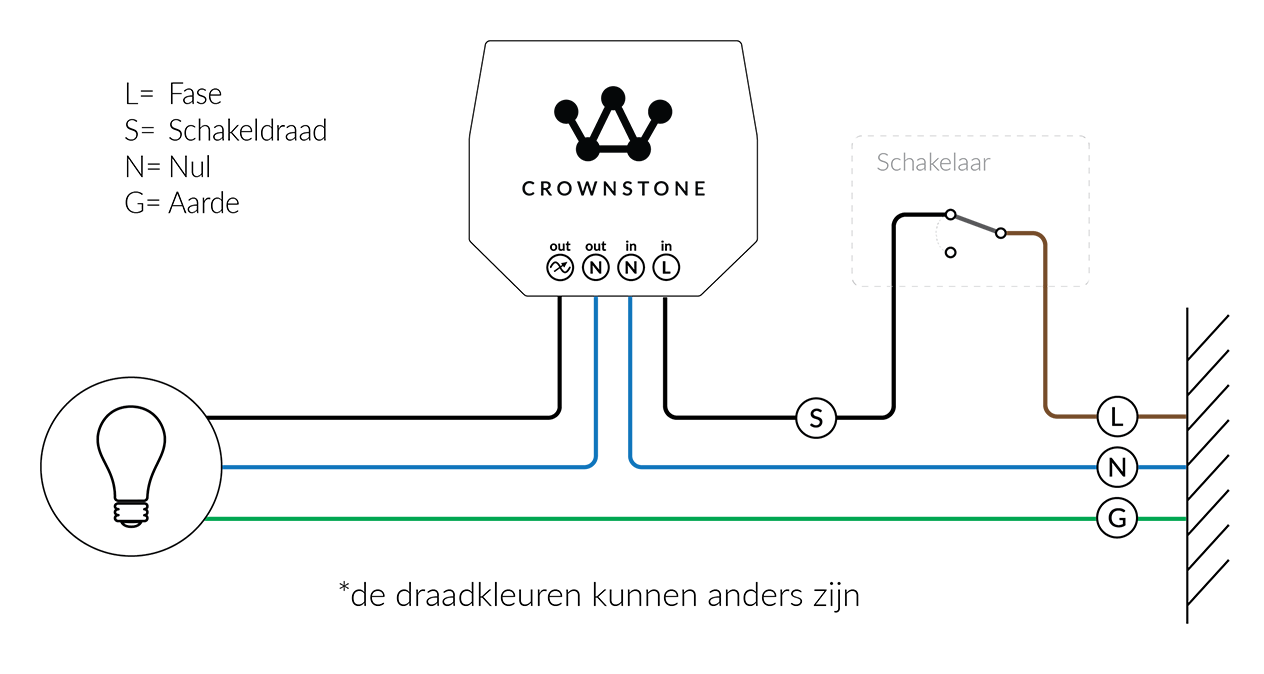 L= Fase
S= Schakeldraad
N= Nul
G= Aarde
CROWNSTONE
out out in in
N N L
Schakelaar
S
L
N
G
*de draadkleuren kunnen anders zijn